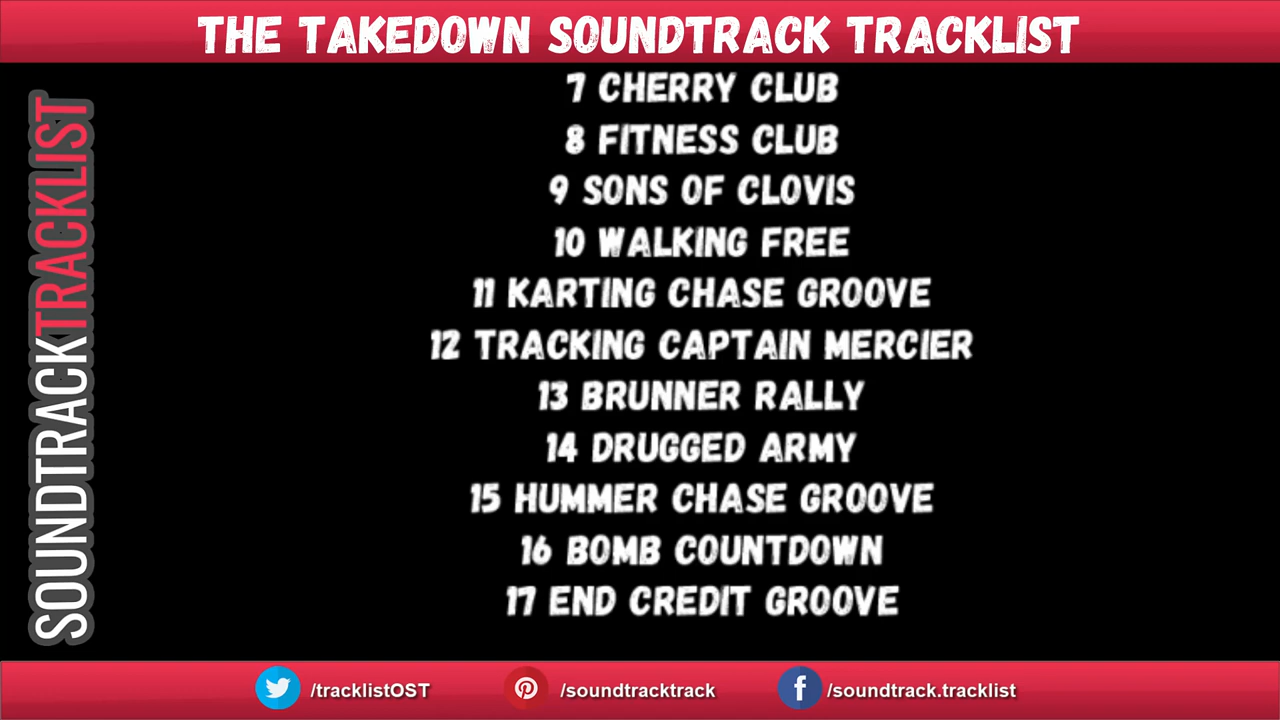 THE TAKEDOWN SOUNDTRACK TRACKLIST
SOUNDTRACKTRACKLIST
7 CHERRY CLUB
8 FITNESS CLUB
9 SONS OF CLOVIS
10 WALKING FREE
11 KARTING CHASE GROOVE
12 TRACKING CAPTAIN MERCIER
13 BRUNNER RALLY
14 DRUGGED ARMY
15 HUMMER CHASE GROOVE
16 BOMB COUNTDOWN
17 END CREDIT GROOVE
/tracklistOST
/soundtracktrack
/soundtrack.tracklist